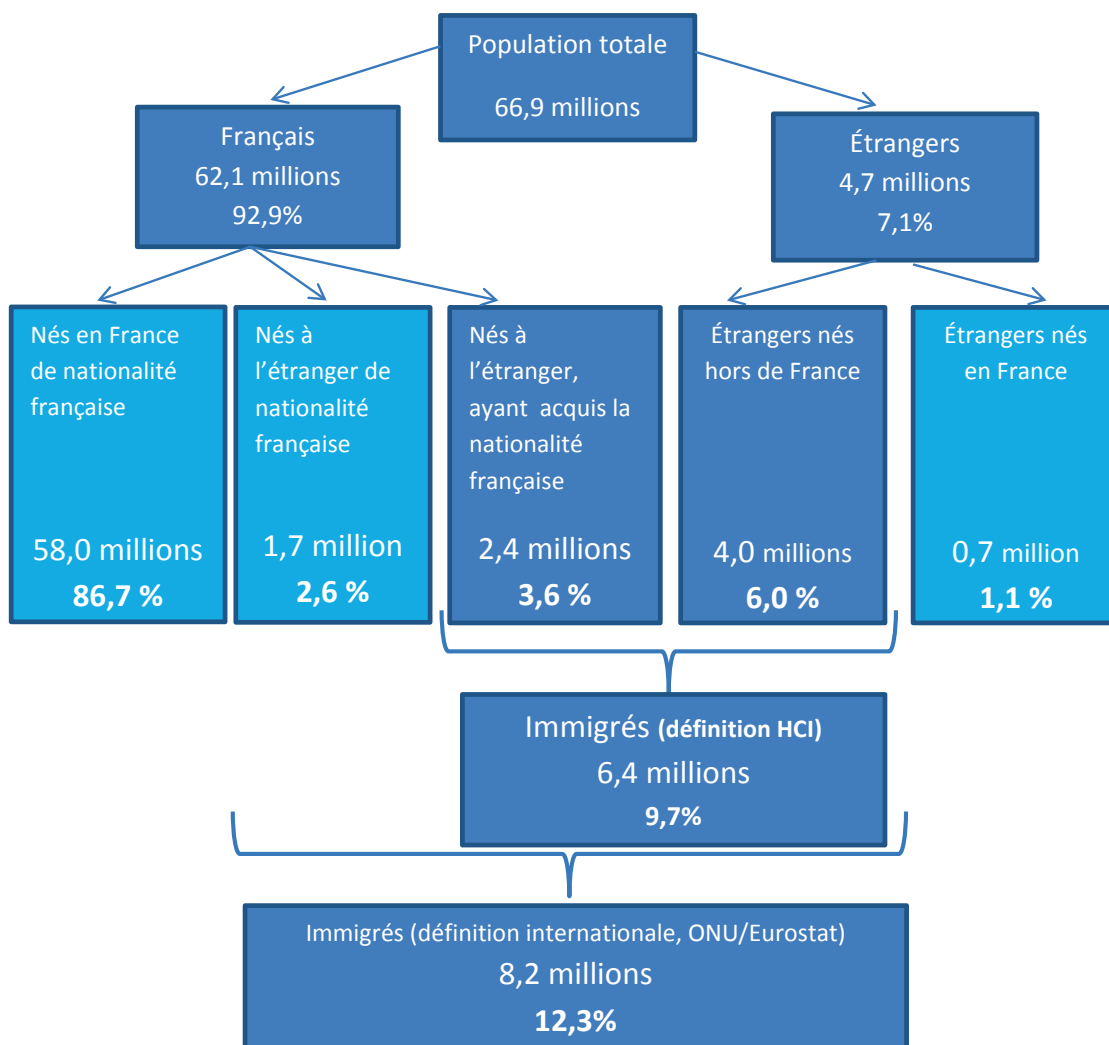 Population totale
66,9 millions
Français
62,1 millions
92,9%
Étrangers
4,7 millions
7,1%
Nés en France
de nationalité
française
58,0 millions
86,7 %
Nés à
l’étranger de
nationalité
française
1,7 million
2,6 %
Nés à
l’étranger,
ayant acquis la
nationalité
française
2,4 millions
3,6 %
Étrangers nés
hors de France
4,0 millions
6,0 %
Étrangers nés
en France
0,7 million
1,1 %
Immigrés (définition HCI)
6,4 millions
9,7%
Immigrés (définition internationale, ONU/Eurostat)
8,2 millions
12,3%